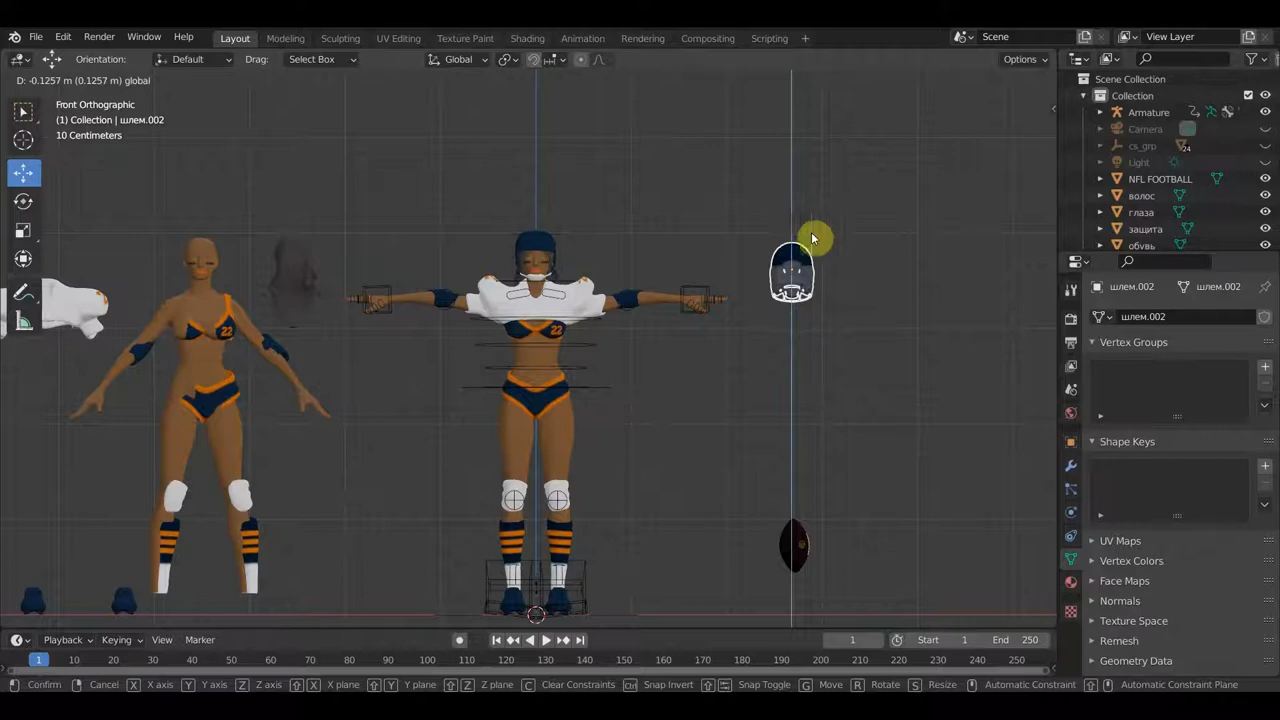 File Edit Render Window Help Layout Modeling Sculpting UV Editing Texture Paint Shading Animation Rendering Compositing Scripting + Scene View Layer
Orientation: Default Drag: Select Box Global Options
D: -0.1257 m (0.1257 m) global
Front Orthographic
(1) Collection | шлем.002
10 Centimeters
22
22
Scene Collection
Collection
Armature
Camera
cs_grp 24
Light
NFL FOOTBALL
волос
глаза
защита
обувь
шлем.002 шлем.002
шлем.002
Vertex Groups
Shape Keys
UV Maps
Vertex Colors
Face Maps
Normals
Texture Space
Remesh
Geometry Data
Playback Keying View Marker 1 Start 1 End 250
1 10 20 30 40 50 60 70 80 90 100 110 120 130 140 150 160 170 180 190 200 210 220 230 240 250
Confirm Cancel X X axis Y Y axis Z Z axis X X plane Y Y plane Z Z plane C Clear Constraints Ctrl Snap Invert Snap Toggle G Move R Rotate S Resize Automatic Constraint Automatic Constraint Plane